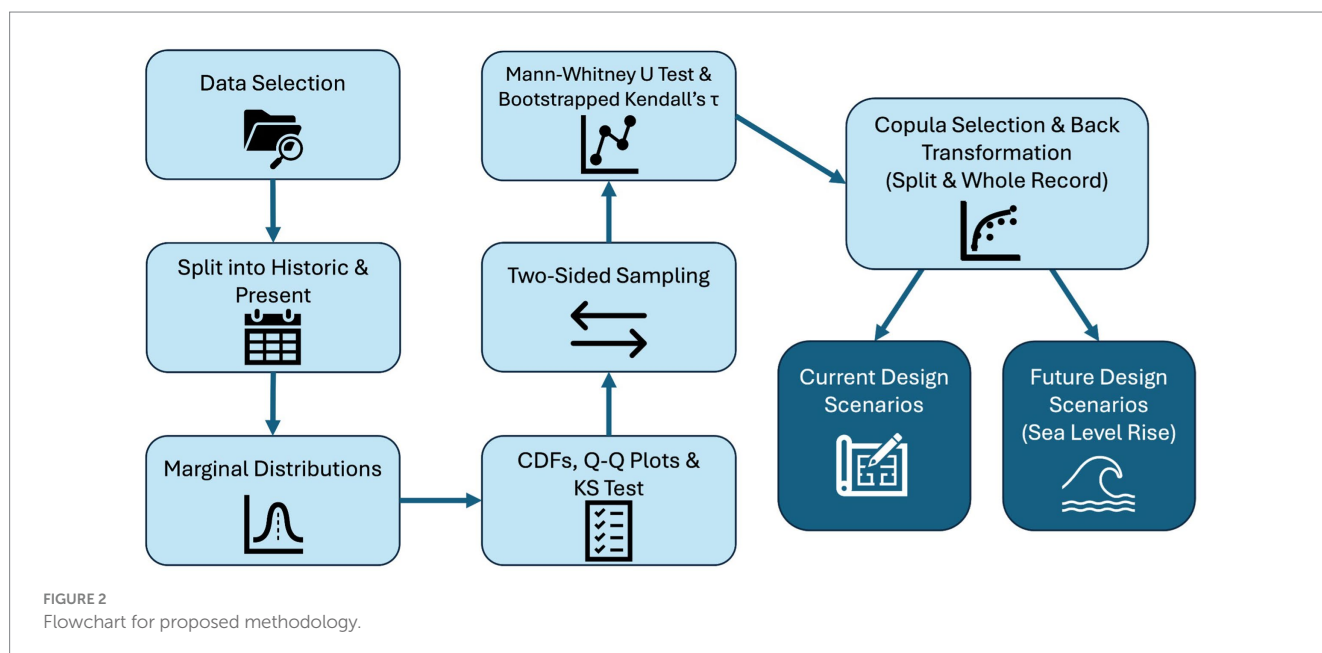 Data Selection
Split into Historic &
Present
Marginal Distributions
CDFs, Q-Q Plots &
KS Test
Two-Sided Sampling
Mann-Whitney U Test &
Bootstrapped Kendall's τ
Copula Selection & Back
Transformation
(Split & Whole Record)
Current Design
Scenarios
Future Design
Scenarios
(Sea Level Rise)
FIGURE 2
Flowchart for proposed methodology.